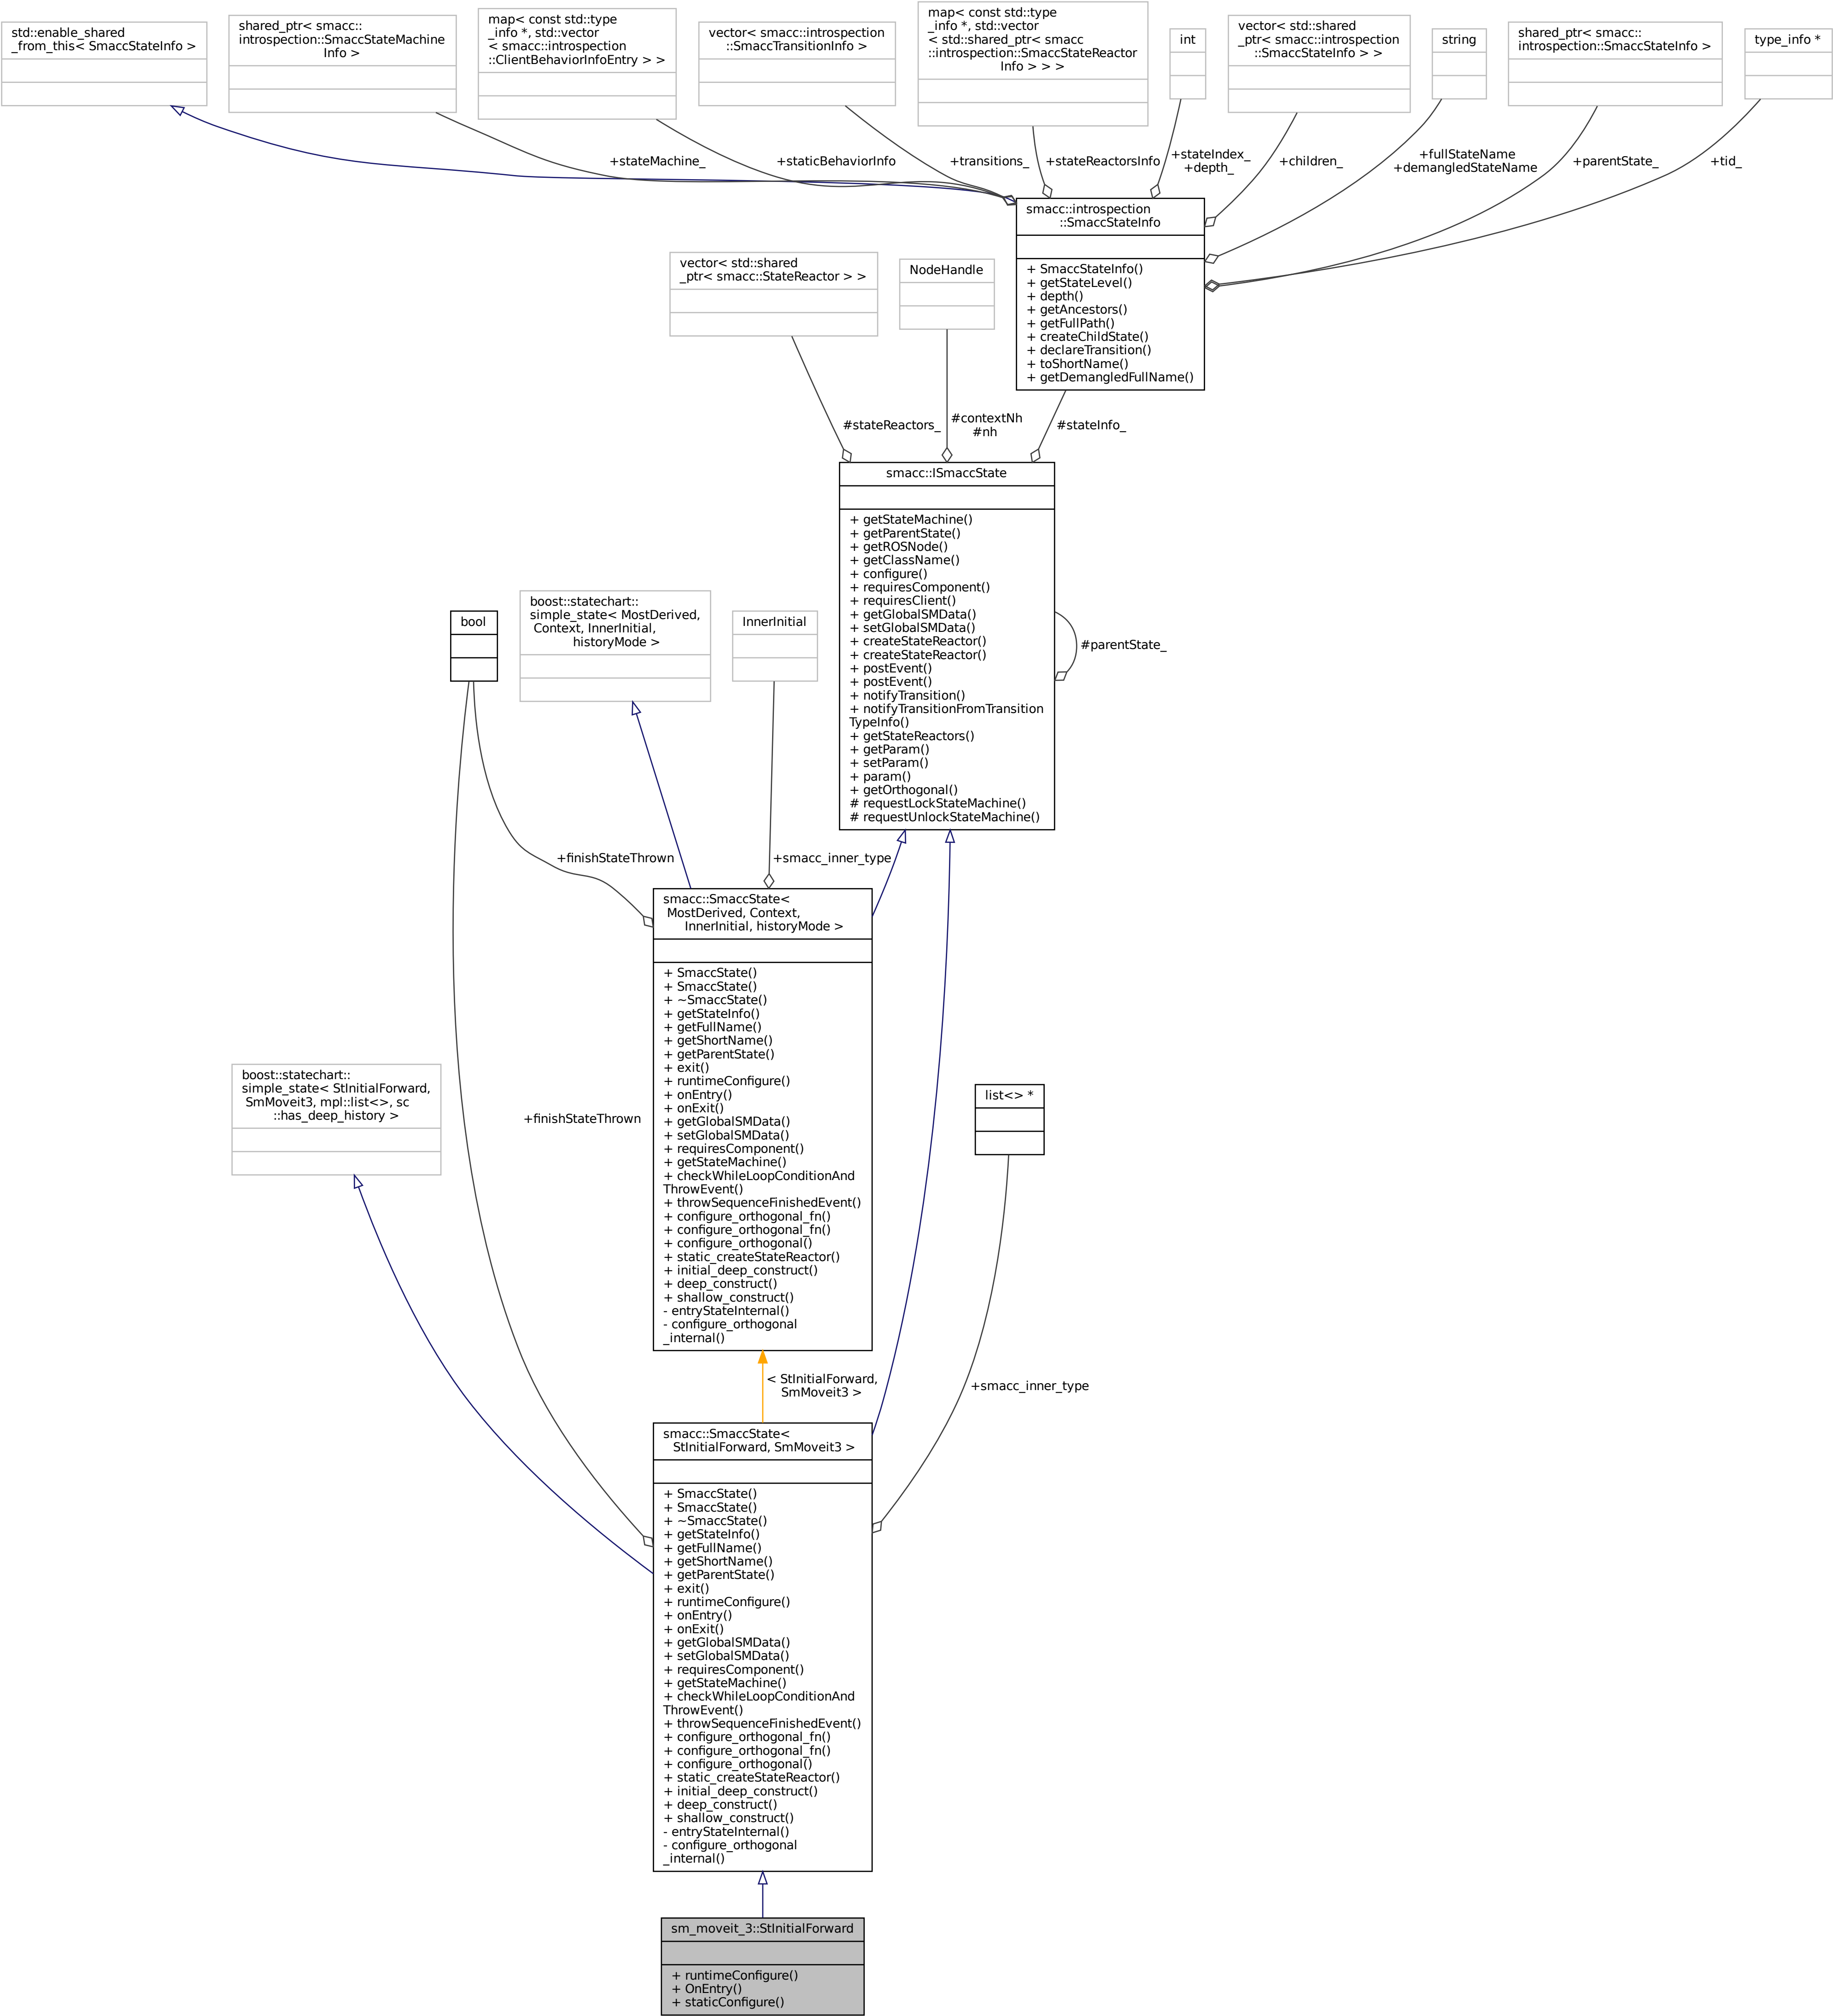 std::enable_shared
_from_this< SmaccStateInfo >
shared_ptr< smacc::
introspection::SmaccStateMachine
Info >
map< const std::type
_info *, std::vector
< smacc::introspection
::ClientBehaviorInfoEntry > >
vector< smacc::introspection
::SmaccTransitionInfo >
map< const std::type
_info *, std::vector
< std::shared_ptr< smacc
::introspection::SmaccStateReactor
Info > > >
int
vector< std::shared
_ptr< smacc::introspection
::SmaccStateInfo > >
string
shared_ptr< smacc::
introspection::SmaccStateInfo >
type_info *
+stateMachine_
+staticBehaviorInfo
+transitions_
+stateReactorsInfo
+stateIndex_
+depth_
+children_
+fullStateName
+demangledStateName
+parentState_
+tid_
smacc::introspection
::SmaccStateInfo
+ SmaccStateInfo()
+ getStateLevel()
+ depth()
+ getAncestors()
+ getFullPath()
+ createChildState()
+ declareTransition()
+ toShortName()
+ getDemangledFullName()
vector< std::shared
_ptr< smacc::StateReactor > >
NodeHandle
#stateReactors_
#contextNh
#nh
#stateInfo_
smacc::ISmaccState
+ getStateMachine()
+ getParentState()
+ getROSNode()
+ getClassName()
+ configure()
+ requiresComponent()
+ requiresClient()
+ getGlobalSMData()
+ setGlobalSMData()
+ createStateReactor()
+ createStateReactor()
+ postEvent()
+ postEvent()
+ notifyTransition()
+ notifyTransitionFromTransition
TypeInfo()
+ getStateReactors()
+ getParam()
+ setParam()
+ param()
+ getOrthogonal()
# requestLockStateMachine()
# requestUnlockStateMachine()
#parentState_
bool
boost::statechart::
simple_state< MostDerived,
Context, InnerInitial,
historyMode >
InnerInitial
+finishStateThrown
+smacc_inner_type
smacc::SmaccState<
MostDerived, Context,
InnerInitial, historyMode >
+ SmaccState()
+ SmaccState()
+ ~SmaccState()
+ getStateInfo()
+ getFullName()
+ getShortName()
+ getParentState()
+ exit()
+ runtimeConfigure()
+ onEntry()
+ onExit()
+ getGlobalSMData()
+ setGlobalSMData()
+ requiresComponent()
+ getStateMachine()
+ checkWhileLoopConditionAnd
ThrowEvent()
+ throwSequenceFinishedEvent()
+ configure_orthogonal_fn()
+ configure_orthogonal_fn()
+ configure_orthogonal()
+ static_createStateReactor()
+ initial_deep_construct()
+ deep_construct()
+ shallow_construct()
- entryStateInternal()
- configure_orthogonal
_internal()
boost::statechart::
simple_state< StInitialForward,
SmMoveit3, mpl::list<>, sc
::has_deep_history >
+finishStateThrown
list<> *
< StInitialForward,
SmMoveit3 >
+smacc_inner_type
smacc::SmaccState<
StInitialForward, SmMoveit3 >
+ SmaccState()
+ SmaccState()
+ ~SmaccState()
+ getStateInfo()
+ getFullName()
+ getShortName()
+ getParentState()
+ exit()
+ runtimeConfigure()
+ onEntry()
+ onExit()
+ getGlobalSMData()
+ setGlobalSMData()
+ requiresComponent()
+ getStateMachine()
+ checkWhileLoopConditionAnd
ThrowEvent()
+ throwSequenceFinishedEvent()
+ configure_orthogonal_fn()
+ configure_orthogonal_fn()
+ configure_orthogonal()
+ static_createStateReactor()
+ initial_deep_construct()
+ deep_construct()
+ shallow_construct()
- entryStateInternal()
- configure_orthogonal
_internal()
sm_moveit_3::StInitialForward
+ runtimeConfigure()
+ OnEntry()
+ staticConfigure()